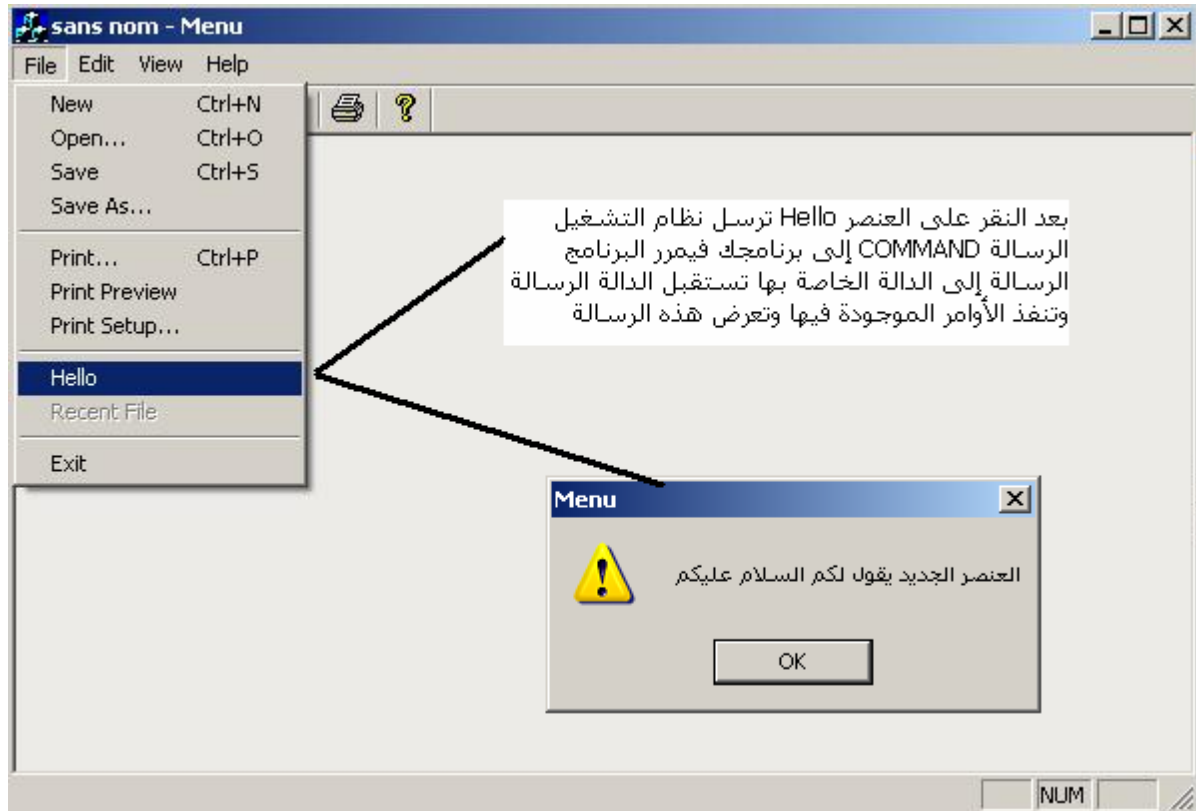 sans nom - Menu
File Edit View Help
New Ctrl+N
Open... Ctrl+O
Save Ctrl+S
Save As...
Print... Ctrl+P
Print Preview
Print Setup...
Hello
Recent File
Exit
بعد النقر على العنصر Hello ترسل نظام التشغيل
الرسالة COMMAND إلى برنامجك فيمرر البرنامج
الرسالة إلى الدالة الخاصة بها تستقبل الدالة الرسالة
وتنفذ الأوامر الموجودة فيها وتعرض هذه الرسالة
Menu
العنصر الجديد يقول لكم السلام عليكم
OK
NUM